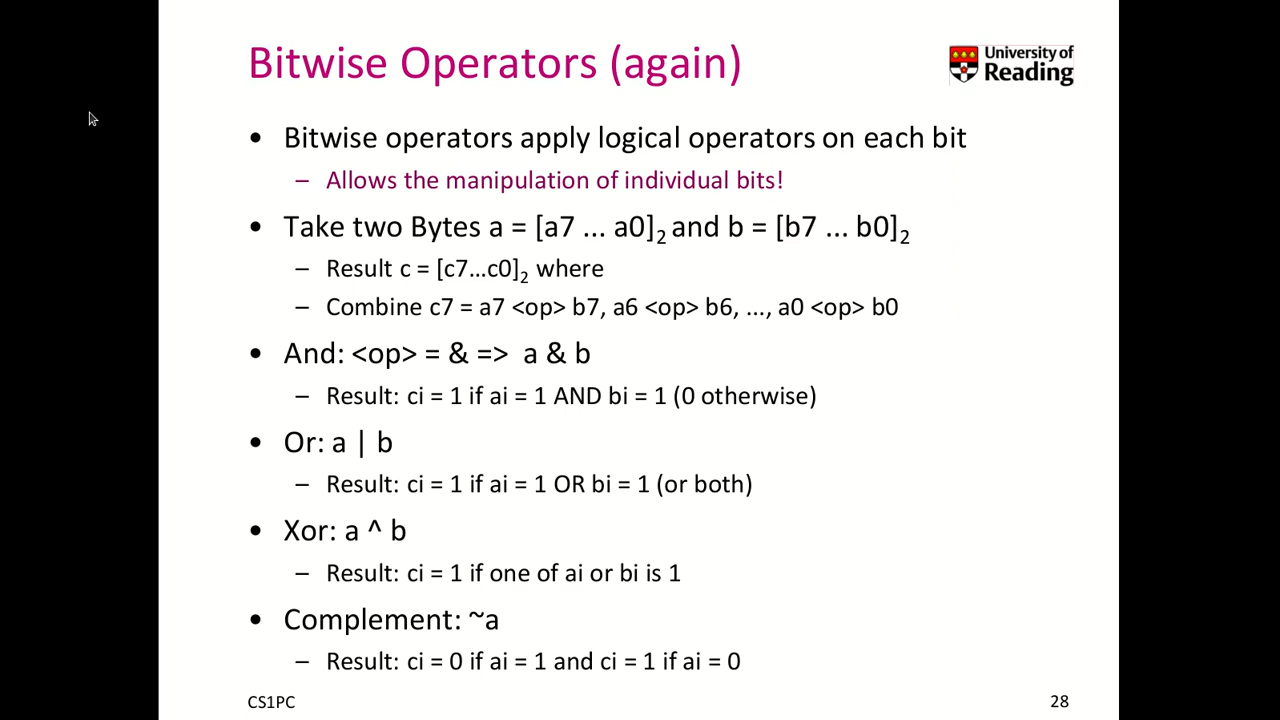 Bitwise Operators (again)
University of
Reading
• Bitwise operators apply logical operators on each bit
– Allows the manipulation of individual bits!
• Take two Bytes a = [a7 ... a0]₂ and b = [b7 ... b0]₂
– Result c = [c7...c0]₂ where
– Combine c7 = a7 <op> b7, a6 <op> b6, ..., a0 <op> b0
• And: <op> = & => a & b
– Result: ci = 1 if ai = 1 AND bi = 1 (0 otherwise)
• Or: a | b
– Result: ci = 1 if ai = 1 OR bi = 1 (or both)
• Xor: a ^ b
– Result: ci = 1 if one of ai or bi is 1
• Complement: ~a
– Result: ci = 0 if ai = 1 and ci = 1 if ai = 0
CS1PC
28